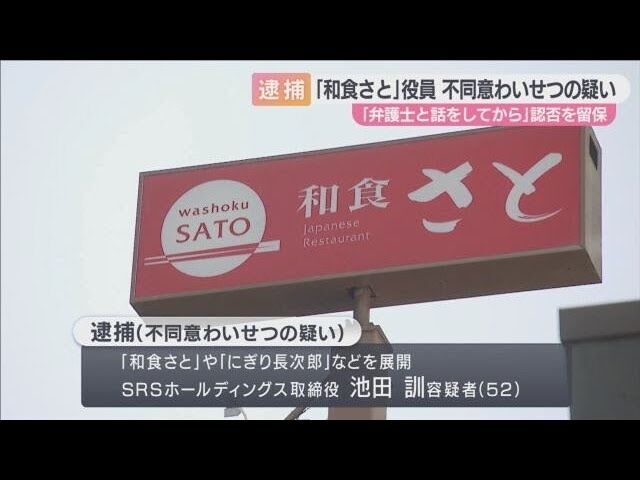 逮捕 「和食さと」役員 不同意わいせつの疑い
「弁護士と話をしてから」認否を留保
washoku
SATO
和食 さと
Japanese
Restaurant
逮捕(不同意わいせつの疑い)
「和食さと」や「にぎり長次郎」などを展開
SRSホールディングス取締役 池田 訓容疑者(52)